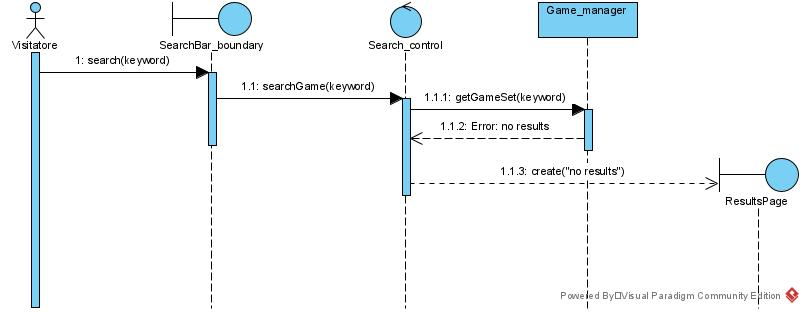 Visitatore
SearchBar_boundary
Search_control
Game_manager
1: search(keyword)
1.1: searchGame(keyword)
1.1.1: getGameSet(keyword)
1.1.2: Error: no results
1.1.3: create("no results")
ResultsPage
Powered By Visual Paradigm Community Edition